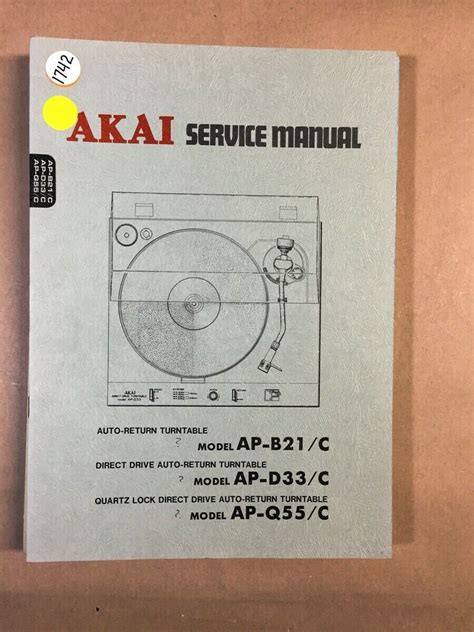 1742
AKAI SERVICE MANUAL
AP-B21/C
AP-D33/C
AP-Q55/C
AKAI
AUTO-RETURN TURNTABLE
? MODEL AP-B21/C
DIRECT DRIVE AUTO-RETURN TURNTABLE
? MODEL AP-D33/C
QUARTZ LOCK DIRECT DRIVE AUTO-RETURN TURNTABLE
? MODEL AP-Q55/C